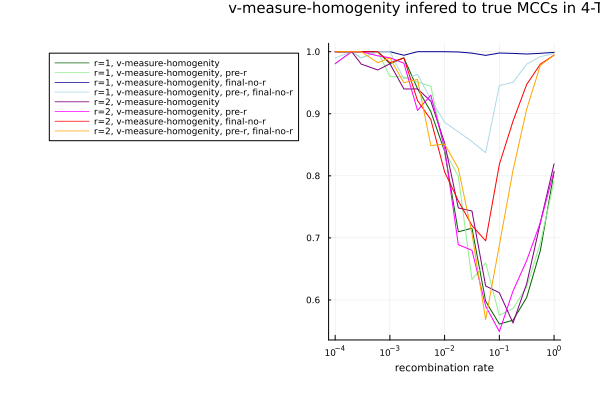 v-measure-homogenity infered to true MCCs in 4-T
r=1, v-measure-homogenity
r=1, v-measure-homogenity, pre-r
r=1, v-measure-homogenity, final-no-r
r=1, v-measure-homogenity, pre-r, final-no-r
r=2, v-measure-homogenity
r=2, v-measure-homogenity, pre-r
r=2, v-measure-homogenity, final-no-r
r=2, v-measure-homogenity, pre-r, final-no-r
1.0
0.9
0.8
0.7
0.6
10⁻⁴ 10⁻³ 10⁻² 10⁻¹ 10⁰
recombination rate